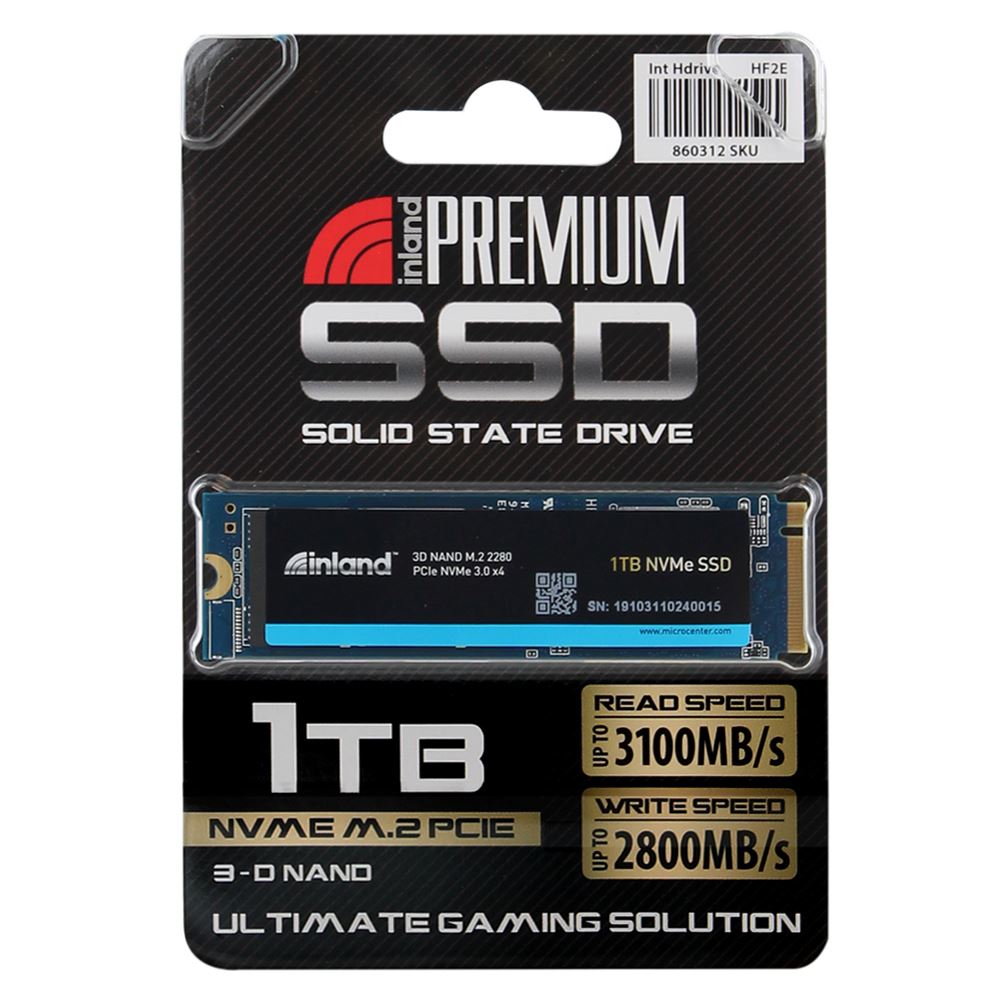 Int Hdrive HF2E
860312 SKU
inland PREMIUM
SSD
SOLID STATE DRIVE
inland™
3D NAND M.2 2280
PCIe NVMe 3.0 x4
1TB NVMe SSD
SN: 19103110240015
www.microcenter.com
1TB
NVME M.2 PCIE
3-D NAND
READ SPEED
UP TO 3100MB/s
WRITE SPEED
UP TO 2800MB/s
ULTIMATE GAMING SOLUTION